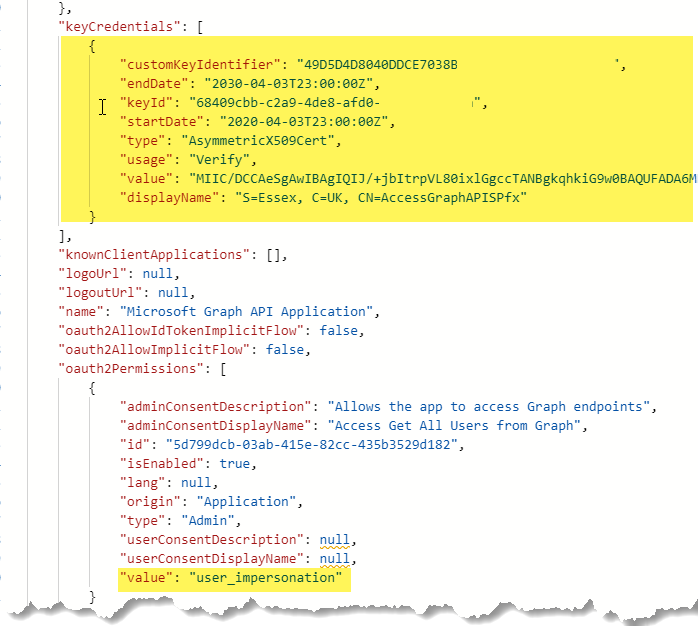 },
"keyCredentials": [
{
"customKeyIdentifier": "49D5D4D8040DDCE7038B ",
"endDate": "2030-04-03T23:00:00Z",
"keyId": "68409cbb-c2a9-4de8-afd0- ",
"startDate": "2020-04-03T23:00:00Z",
"type": "AsymmetricX509Cert",
"usage": "Verify",
"value": "MIIC/DCCAeSgAwIBAgIQIJ/+jbItrpVL80ixlGgccTANBgkqhkiG9w0BAQUFADA6M
"displayName": "S=Essex, C=UK, CN=AccessGraphAPISPfx"
}
],
"knownClientApplications": [],
"logoUrl": null,
"logoutUrl": null,
"name": "Microsoft Graph API Application",
"oauth2AllowIdTokenImplicitFlow": false,
"oauth2AllowImplicitFlow": false,
"oauth2Permissions": [
{
"adminConsentDescription": "Allows the app to access Graph endpoints",
"adminConsentDisplayName": "Access Get All Users from Graph",
"id": "5d799dcb-03ab-415e-82cc-435b3529d182",
"isEnabled": true,
"lang": null,
"origin": "Application",
"type": "Admin",
"userConsentDescription": null,
"userConsentDisplayName": null,
"value": "user_impersonation"
}